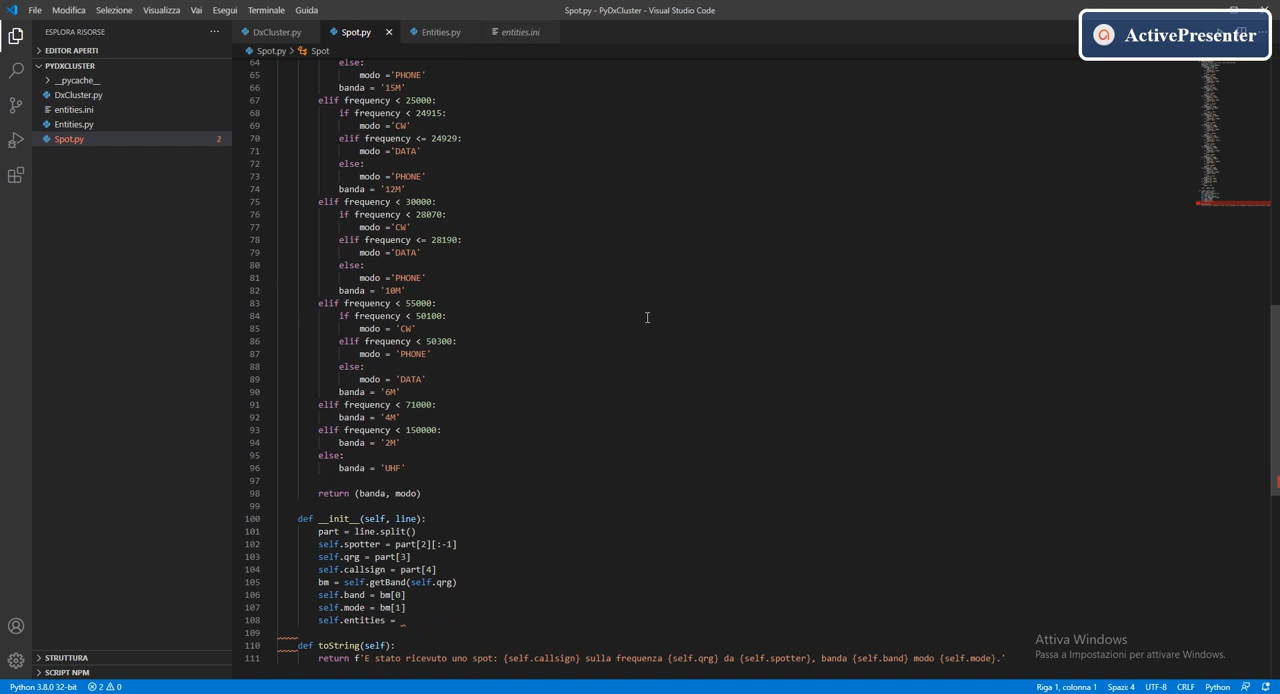 File Modifica Selezione Visualizza Vai Esegui Terminale Guida
Spot.py - PyDxCluster - Visual Studio Code
ActivePresenter
ESPLORA RISORSE
EDITOR APERTI
PYDXCLUSTER
__pycache__
DxCluster.py
entities.ini
Entities.py
Spot.py 2
STRUTTURA
SCRIPT NPM
DxCluster.py Spot.py Entities.py entities.ini
Spot.py > Spot
64 else:
65 modo ='PHONE'
66 banda = '15M'
67 elif frequency < 25000:
68 if frequency < 24915:
69 modo ='CW'
70 elif frequency <= 24929:
71 modo ='DATA'
72 else:
73 modo ='PHONE'
74 banda = '12M'
75 elif frequency < 30000:
76 if frequency < 28070:
77 modo ='CW'
78 elif frequency <= 28190:
79 modo ='DATA'
80 else:
81 modo ='PHONE'
82 banda = '10M'
83 elif frequency < 55000:
84 if frequency < 50100:
85 modo = 'CW'
86 elif frequency < 50300:
87 modo = 'PHONE'
88 else:
89 modo = 'DATA'
90 banda = '6M'
91 elif frequency < 71000:
92 banda = '4M'
93 elif frequency < 150000:
94 banda = '2M'
95 else:
96 banda = 'UHF'
97
98 return (banda, modo)
99
100 def __init__(self, line):
101 part = line.split()
102 self.spotter = part[2][:-1]
103 self.qrg = part[3]
104 self.callsign = part[4]
105 bm = self.getBand(self.qrg)
106 self.band = bm[0]
107 self.mode = bm[1]
108 self.entities =
109
110 def toString(self):
111 return f'E stato ricevuto uno spot: {self.callsign} sulla frequenza {self.qrg} da {self.spotter}, banda {self.band} modo {self.mode}.'
Attiva Windows
Passa a Impostazioni per attivare Windows.
Python 3.8.0 32-bit 2 0
Riga 1, colonna 1 Spazi: 4 UTF-8 CRLF Python